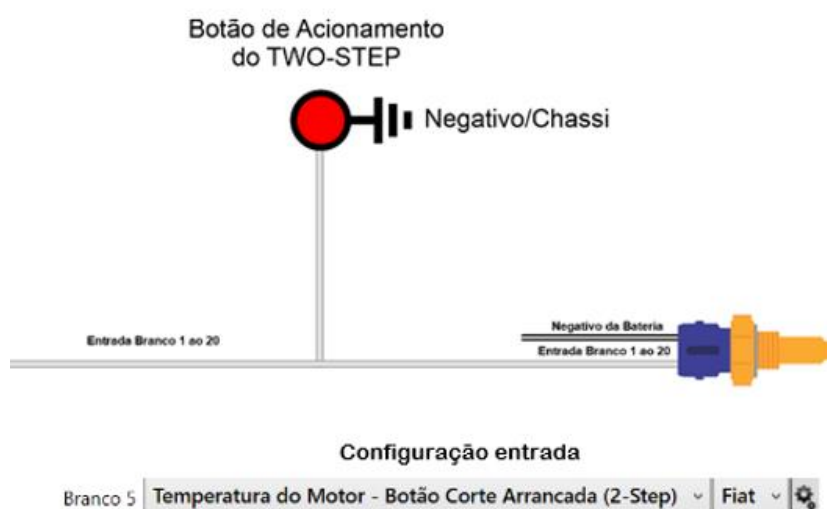 Botão de Acionamento
do TWO-STEP
Negativo/Chassi
Negativo da Bateria
Entrada Branco 1 ao 20
Entrada Branco 1 ao 20
Configuração entrada
Branco 5 Temperatura do Motor - Botão Corte Arrancada (2-Step) Fiat